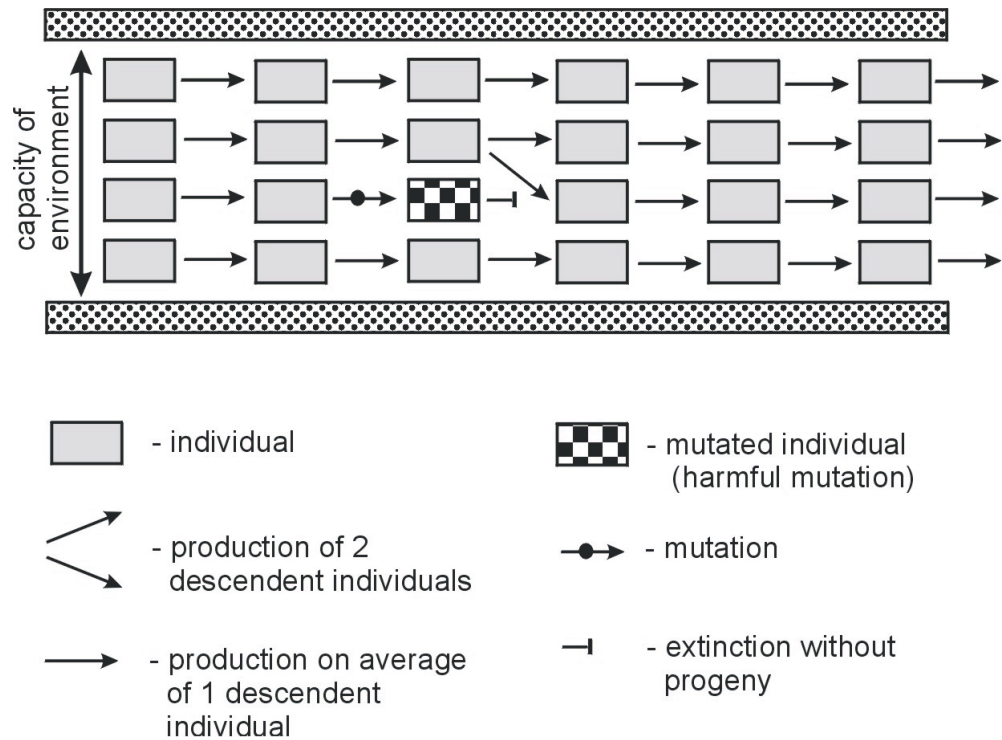 capacity of
environment
- individual
- production of 2
descendent individuals
- production on average
of 1 descendent
individual
- mutated individual
(harmful mutation)
- mutation
- extinction without
progeny